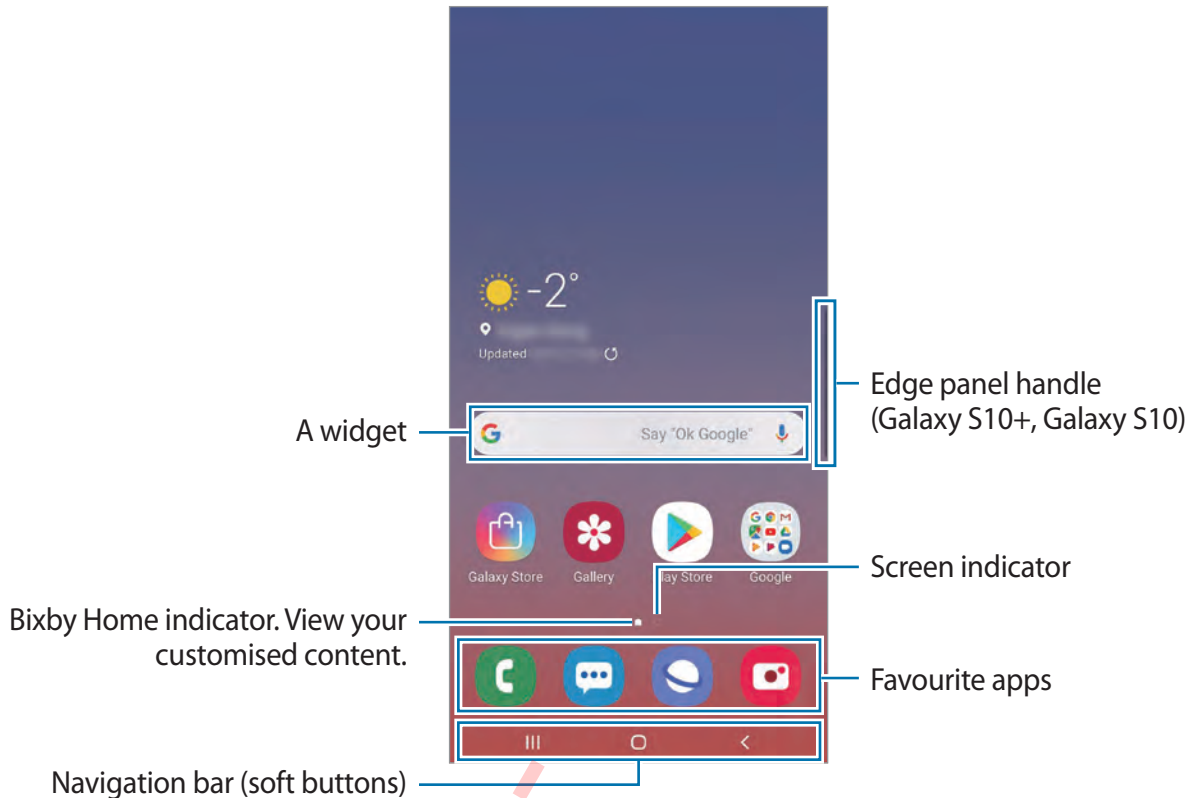 -2°
Updated
Edge panel handle
(Galaxy S10+, Galaxy S10)
A widget
Say "Ok Google"
Galaxy Store
Gallery
lay Store
Google
Screen indicator
Bixby Home indicator. View your
customised content.
Favourite apps
Navigation bar (soft buttons)